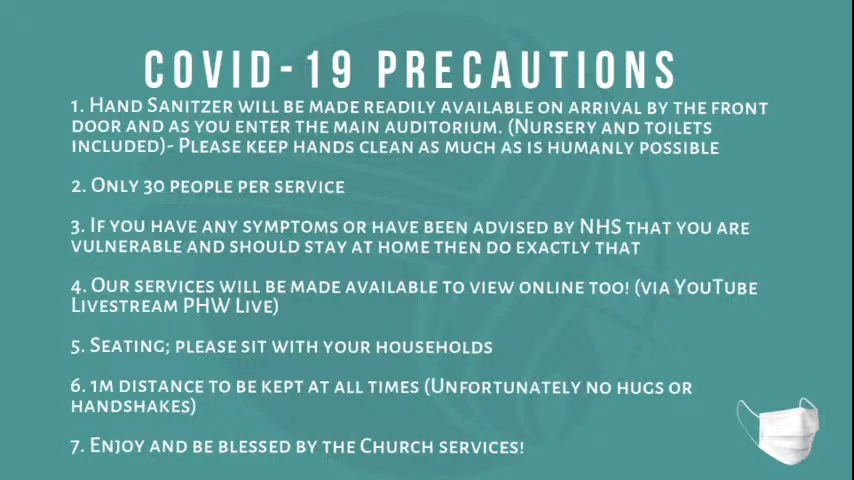 COVID-19 PRECAUTIONS
1. Hand Sanitzer will be made readily available on arrival by the front
door and as you enter the main auditorium. (Nursery and toilets
included)- Please keep hands clean as much as is humanly possible
2. Only 30 people per service
3. If you have any symptoms or have been advised by NHS that you are
vulnerable and should stay at home then do exactly that
4. Our services will be made available to view online too! (via YouTube
Livestream PHW Live)
5. Seating; please sit with your households
6. 1m distance to be kept at all times (Unfortunately no hugs or
handshakes)
7. Enjoy and be blessed by the Church services!